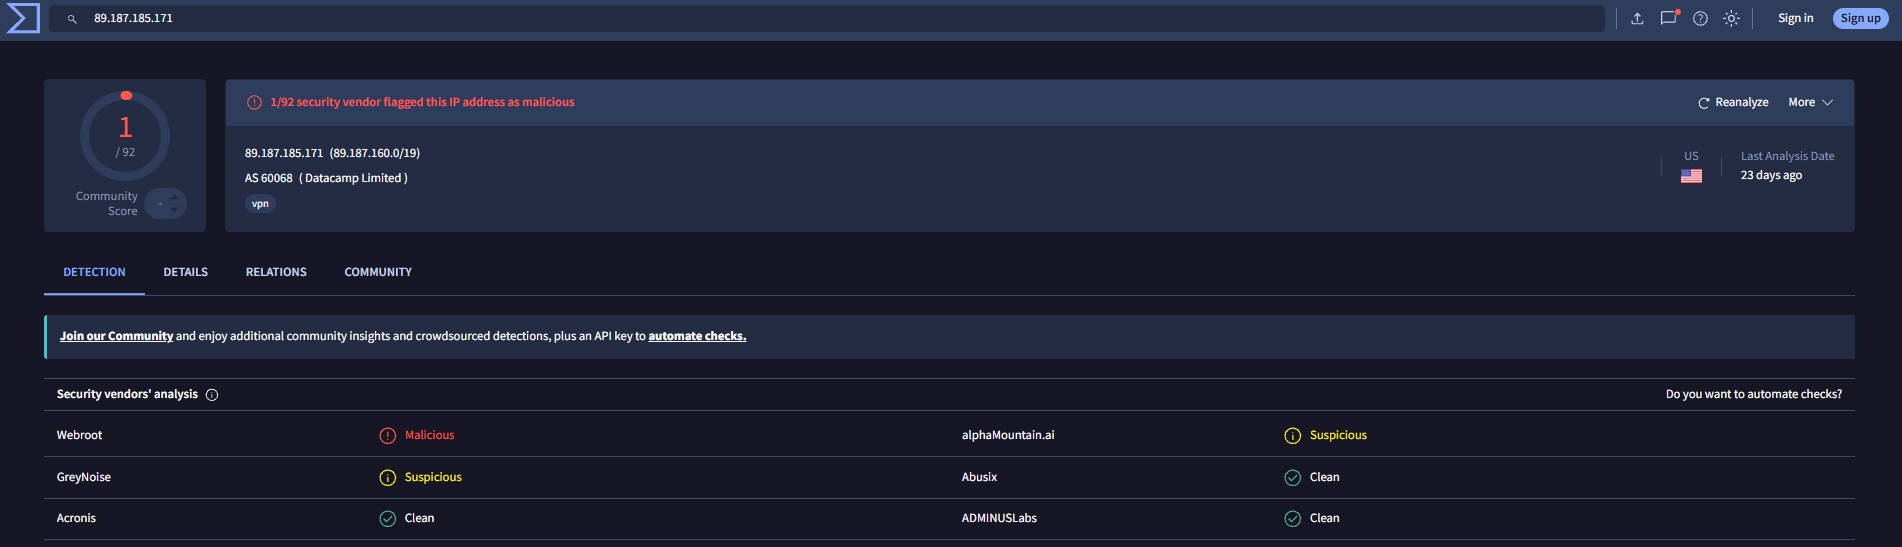 89.187.185.171
Sign in
Sign up
1
/ 92
Community
Score
1/92 security vendor flagged this IP address as malicious
Reanalyze
More
89.187.185.171 (89.187.160.0/19)
AS 60068 ( Datacamp Limited )
vpn
US
Last Analysis Date
23 days ago
DETECTION
DETAILS
RELATIONS
COMMUNITY
Join our Community and enjoy additional community insights and crowdsourced detections, plus an API key to automate checks.
Security vendors' analysis
Do you want to automate checks?
Webroot
Malicious
alphaMountain.ai
Suspicious
GreyNoise
Suspicious
Abusix
Clean
Acronis
Clean
ADMINUSLabs
Clean